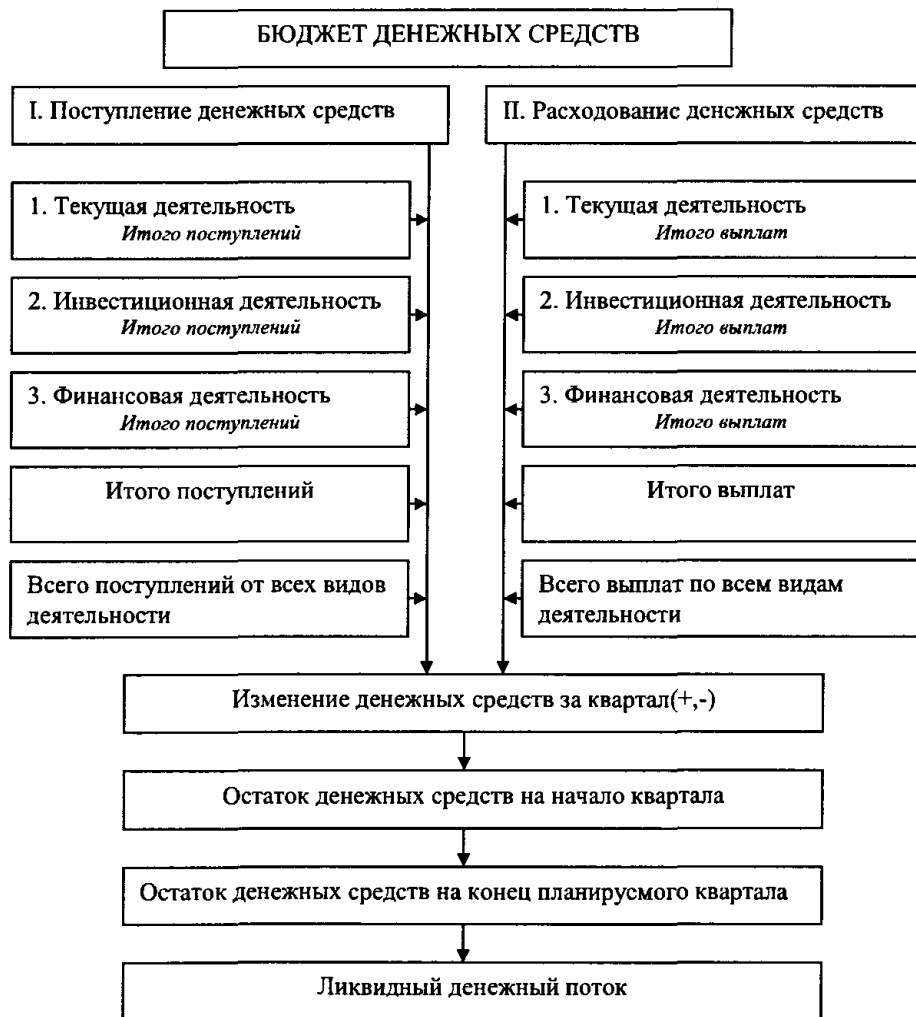 БЮДЖЕТ ДЕНЕЖНЫХ СРЕДСТВ
I. Поступление денежных средств
II. Расходование денежных средств
1. Текущая деятельность
Итого поступлений
1. Текущая деятельность
Итого выплат
2. Инвестиционная деятельность
Итого поступлений
2. Инвестиционная деятельность
Итого выплат
3. Финансовая деятельность
Итого поступлений
3. Финансовая деятельность
Итого выплат
Итого поступлений
Итого выплат
Всего поступлений от всех видов
деятельности
Всего выплат по всем видам
деятельности
Изменение денежных средств за квартал(+,-)
Остаток денежных средств на начало квартала
Остаток денежных средств на конец планируемого квартала
Ликвидный денежный поток